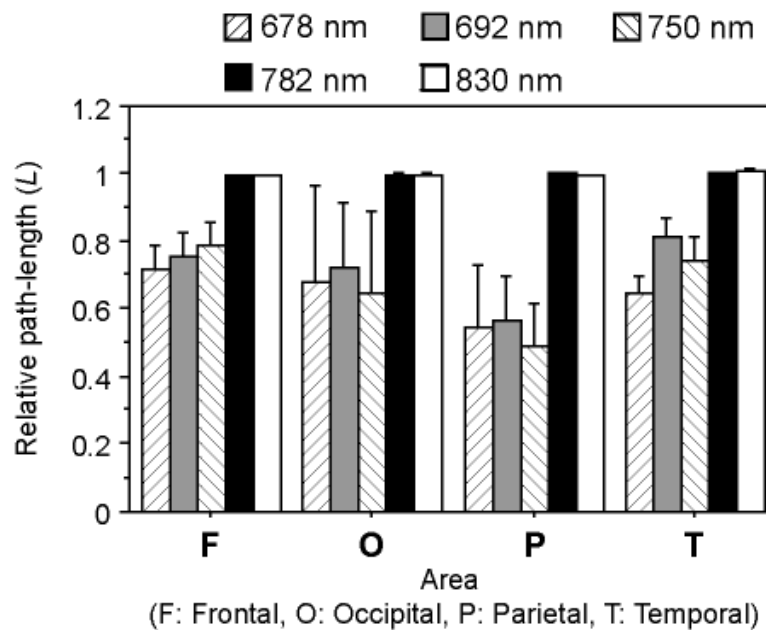 678 nm 692 nm 750 nm
782 nm 830 nm
Relative path-length (L)
1.2
1
0.8
0.6
0.4
0.2
0
F O P T
Area
(F: Frontal, O: Occipital, P: Parietal, T: Temporal)